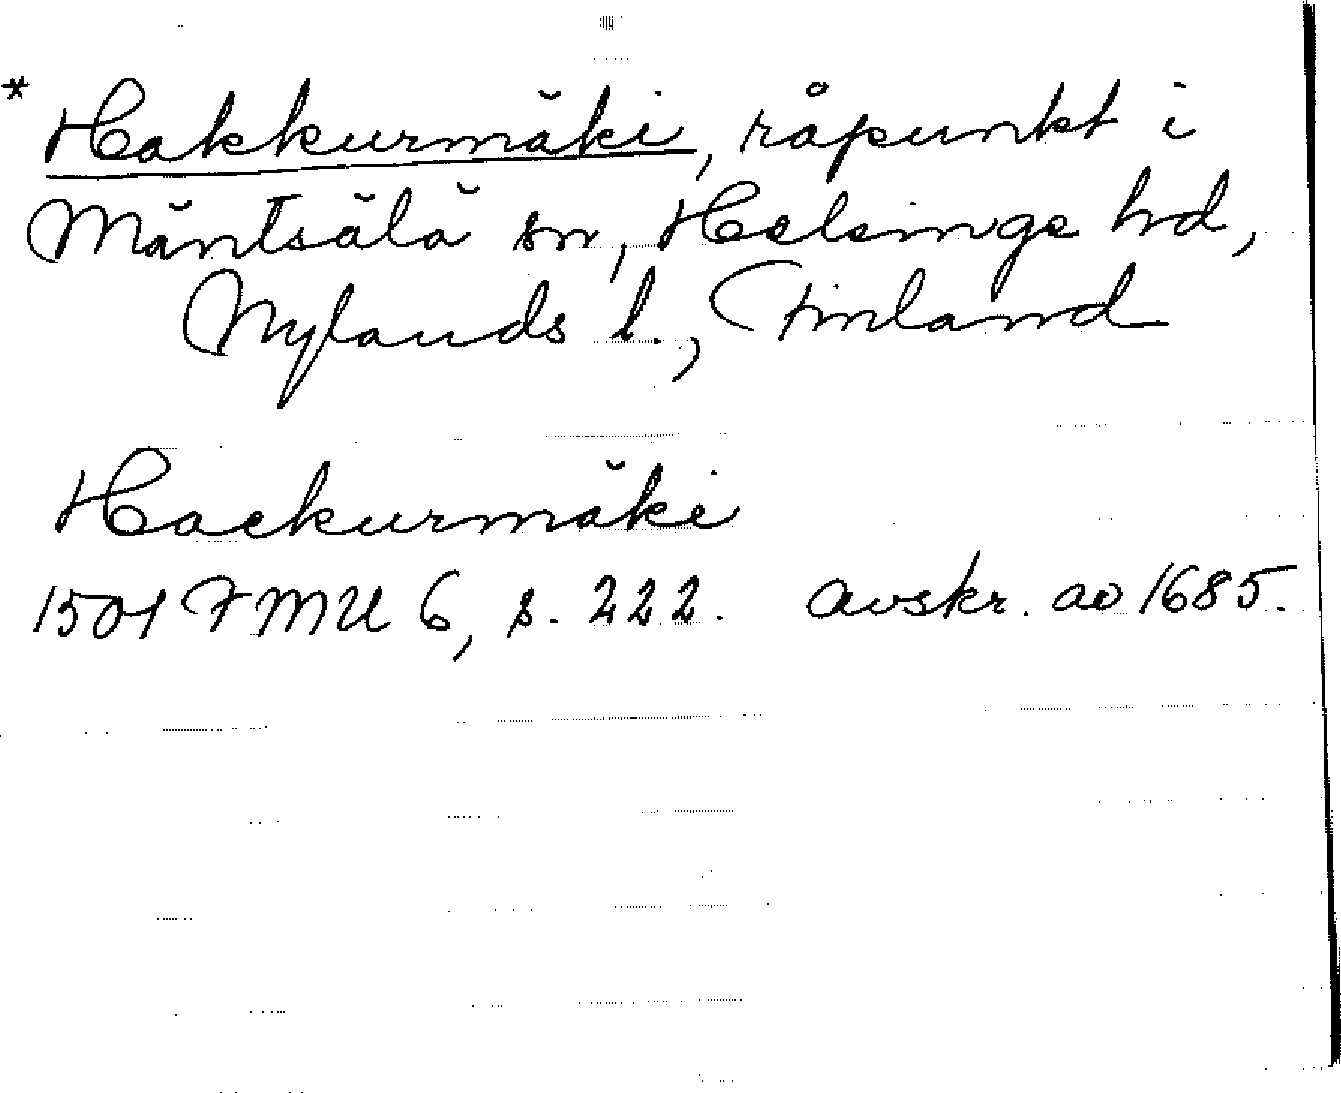 * Hakkurmäki, råpunkt i
Mäntsälä sn, Helsinge hd,
Nylands l., Finland
Hackurmäki
1501 FMU 6, s. 222. avskr. ao 1685.